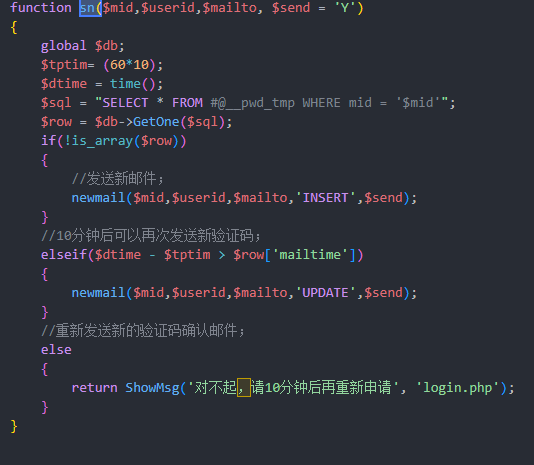 function sn($mid,$userid,$mailto, $send = 'Y')
{
    global $db;
    $tptim= (60*10);
    $dtime = time();
    $sql = "SELECT * FROM #@__pwd_tmp WHERE mid = '$mid'";
    $row = $db->GetOne($sql);
    if(!is_array($row))
    {
        //发送新邮件；
        newmail($mid,$userid,$mailto,'INSERT',$send);
    }
    //10分钟后可以再次发送新验证码；
    elseif($dtime - $tptim > $row['mailtime'])
    {
        newmail($mid,$userid,$mailto,'UPDATE',$send);
    }
    //重新发送新的验证码确认邮件；
    else
    {
        return ShowMsg('对不起，请10分钟后再重新申请', 'login.php');
    }
}